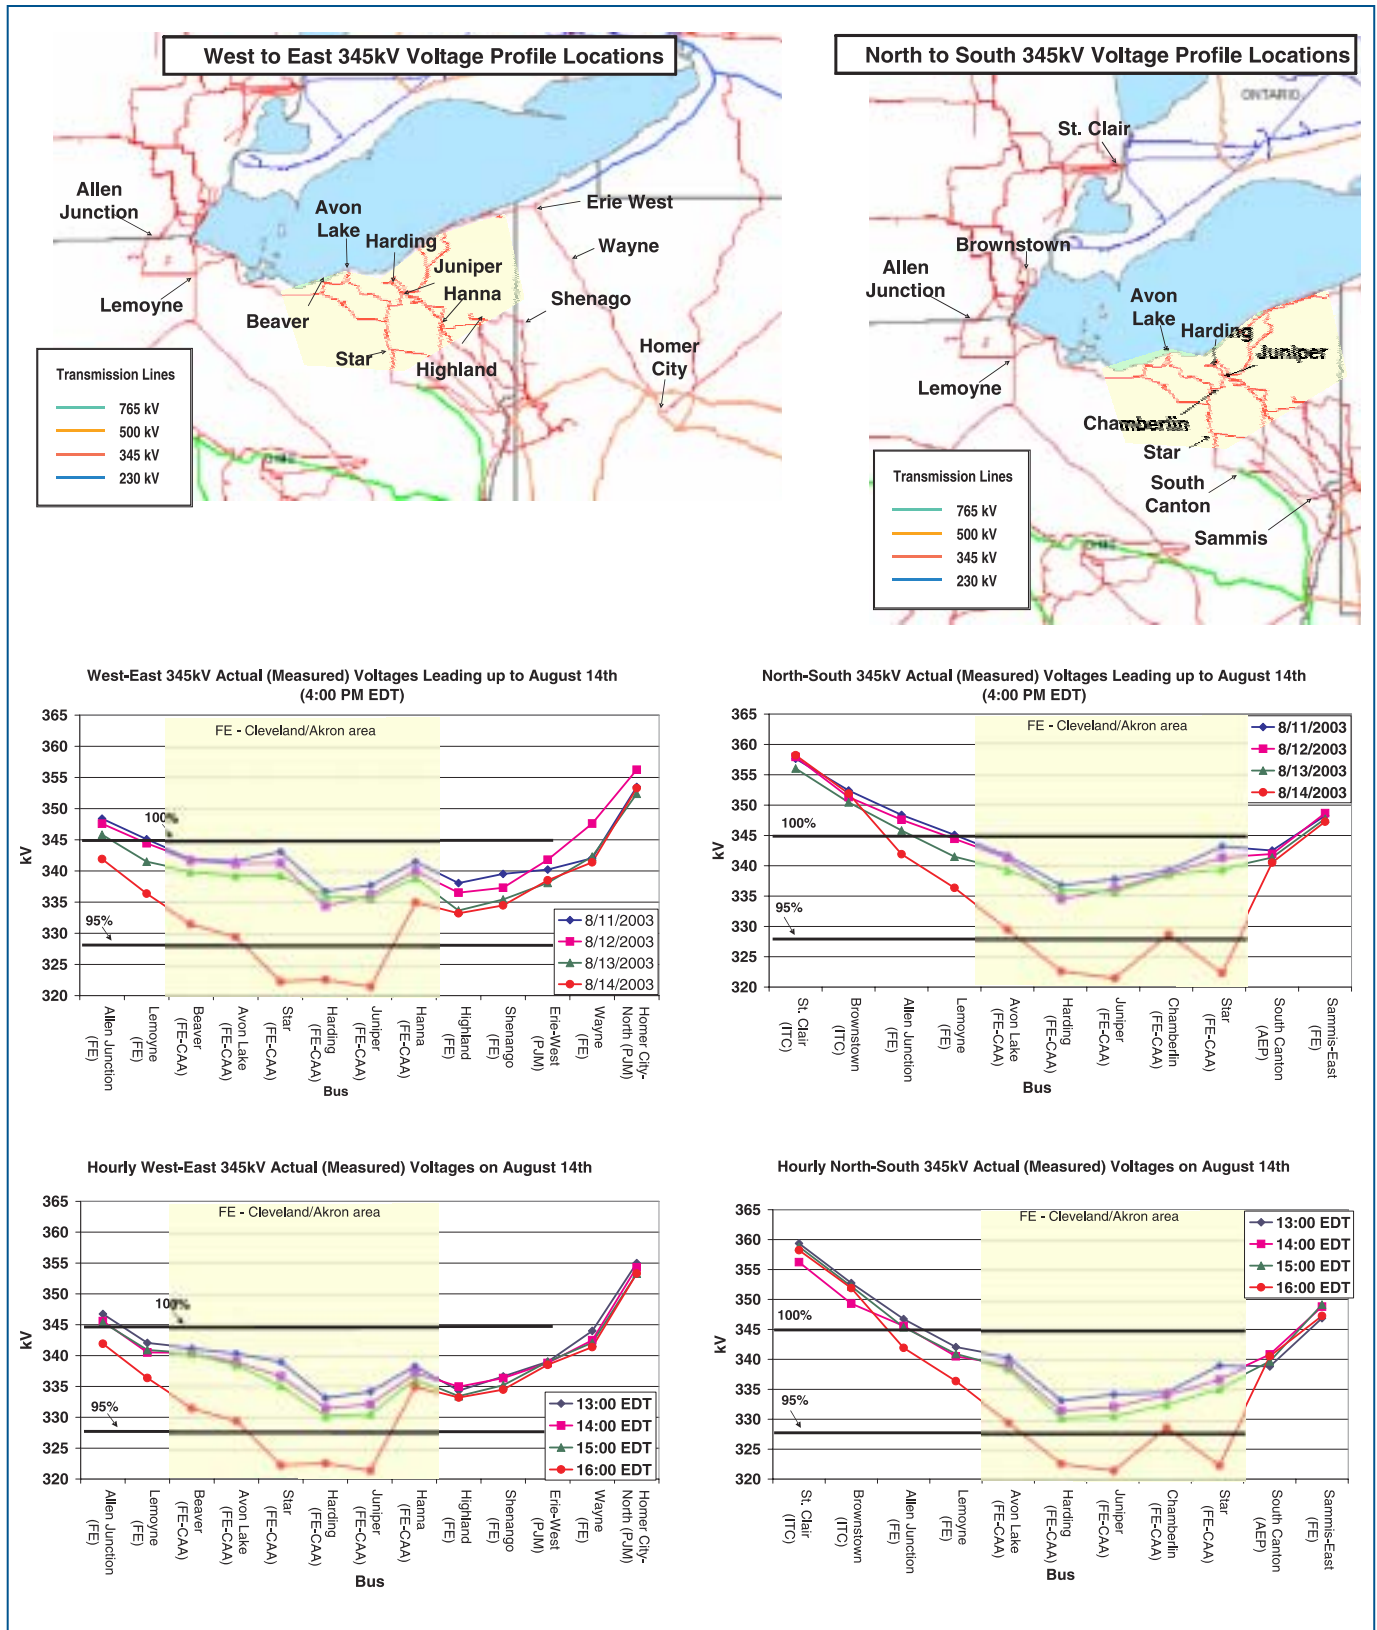 West to East 345kV Voltage Profile Locations
Allen
Junction
Avon
Lake
Harding
Erie West
Wayne
Juniper
Hanna
Shenago
Lemoyne
Beaver
Star
Highland
Homer
City
Transmission Lines
765 kV
500 kV
345 kV
230 kV
North to South 345kV Voltage Profile Locations
ONTARIO
St. Clair
Brownstown
Allen
Junction
Avon
Lake
Harding
Juniper
Lemoyne
Chamberlin
Star
South
Canton
Sammis
Transmission Lines
765 kV
500 kV
345 kV
230 kV
West-East 345kV Actual (Measured) Voltages Leading up to August 14th
(4:00 PM EDT)
FE - Cleveland/Akron area
kV
365
360
355
350
345
340
335
330
325
320
100%
95%
8/11/2003
8/12/2003
8/13/2003
8/14/2003
Allen Junction
(FE)
Lemoyne
(FE)
Beaver
(FE-CAA)
Avon Lake
(FE-CAA)
Star
(FE-CAA)
Harding
(FE-CAA)
Juniper
(FE-CAA)
Hanna
(FE-CAA)
Highland
(FE)
Shenango
(FE)
Erie-West
(PJM)
Wayne
(FE)
Homer City-
North (PJM)
Bus
North-South 345kV Actual (Measured) Voltages Leading up to August 14th
(4:00 PM EDT)
FE - Cleveland/Akron area
kV
365
360
355
350
345
340
335
330
325
320
100%
95%
8/11/2003
8/12/2003
8/13/2003
8/14/2003
St. Clair
(ITC)
Brownstown
(ITC)
Allen Junction
(FE)
Lemoyne
(FE)
Avon Lake
(FE-CAA)
Harding
(FE-CAA)
Juniper
(FE-CAA)
Chamberlin
(FE-CAA)
Star
(FE-CAA)
South Canton
(AEP)
Sammis-East
(FE)
Bus
Hourly West-East 345kV Actual (Measured) Voltages on August 14th
FE - Cleveland/Akron area
kV
365
360
355
350
345
340
335
330
325
320
100%
95%
13:00 EDT
14:00 EDT
15:00 EDT
16:00 EDT
Allen Junction
(FE)
Lemoyne
(FE)
Beaver
(FE-CAA)
Avon Lake
(FE-CAA)
Star
(FE-CAA)
Harding
(FE-CAA)
Juniper
(FE-CAA)
Hanna
(FE-CAA)
Highland
(FE)
Shenango
(FE)
Erie-West
(PJM)
Wayne
(FE)
Homer City-
North (PJM)
Bus
Hourly North-South 345kV Actual (Measured) Voltages on August 14th
FE - Cleveland/Akron area
kV
365
360
355
350
345
340
335
330
325
320
100%
95%
13:00 EDT
14:00 EDT
15:00 EDT
16:00 EDT
St. Clair
(ITC)
Brownstown
(ITC)
Allen Junction
(FE)
Lemoyne
(FE)
Avon Lake
(FE-CAA)
Harding
(FE-CAA)
Juniper
(FE-CAA)
Chamberlin
(FE-CAA)
Star
(FE-CAA)
South Canton
(AEP)
Sammis-East
(FE)
Bus